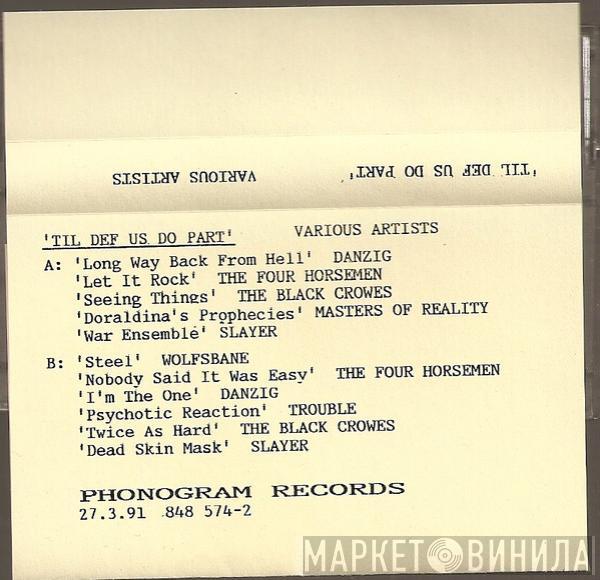 'TIL DEF US DO PART' VARIOUS ARTISTS
'TIL DEF US DO PART' VARIOUS ARTISTS
A: 'Long Way Back From Hell' DANZIG
'Let It Rock' THE FOUR HORSEMEN
'Seeing Things' THE BLACK CROWES
'Doraldina's Prophecies' MASTERS OF REALITY
'War Ensemble' SLAYER
B: 'Steel' WOLFSBANE
'Nobody Said It Was Easy' THE FOUR HORSEMEN
'I'm The One' DANZIG
'Psychotic Reaction' TROUBLE
'Twice As Hard' THE BLACK CROWES
'Dead Skin Mask' SLAYER
PHONOGRAM RECORDS
27.3.91 848 574-2
МАРКЕТ ВИНИЛА